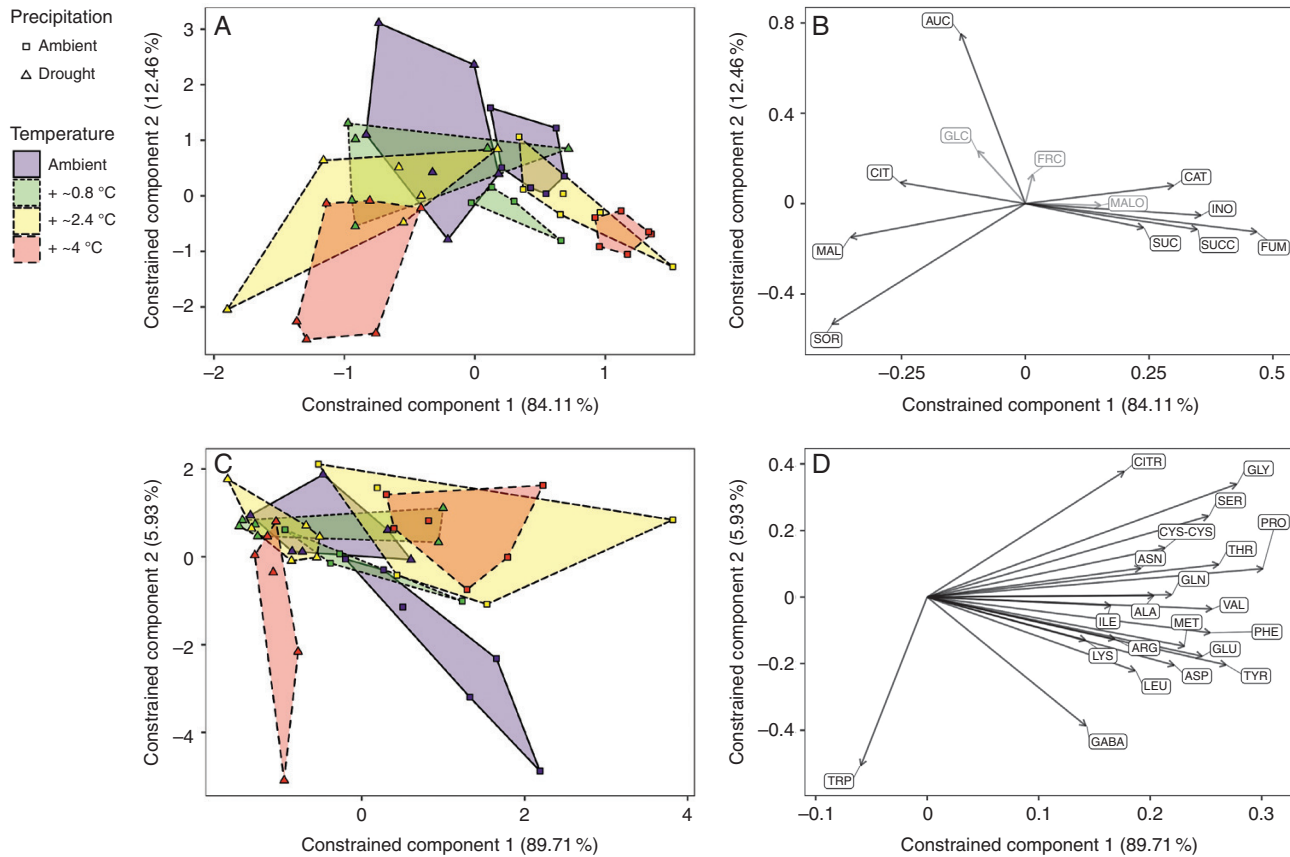 Precipitation
Ambient
Drought
Temperature
Ambient
+ ~0.8 °C
+ ~2.4 °C
+ ~4 °C
A
Constrained component 2 (12.46 %)
3
2
1
0
−1
−2
−2
−1
0
1
Constrained component 1 (84.11 %)
B
Constrained component 2 (12.46 %)
0.8
0.4
0
−0.4
−0.25
0
0.25
0.5
Constrained component 1 (84.11 %)
AUC
GLC
FRC
CIT
CAT
MALO
INO
MAL
SUC
SUCC
FUM
SOR
C
Constrained component 2 (5.93 %)
2
0
−2
−4
0
2
4
Constrained component 1 (89.71 %)
D
Constrained component 2 (5.93 %)
0.4
0.2
0
−0.2
−0.4
−0.1
0
0.1
0.2
0.3
Constrained component 1 (89.71 %)
CITR
GLY
SER
CYS-CYS
PRO
ASN
THR
GLN
ALA
VAL
ILE
MET
PHE
LYS
ARG
GLU
LEU
ASP
TYR
GABA
TRP